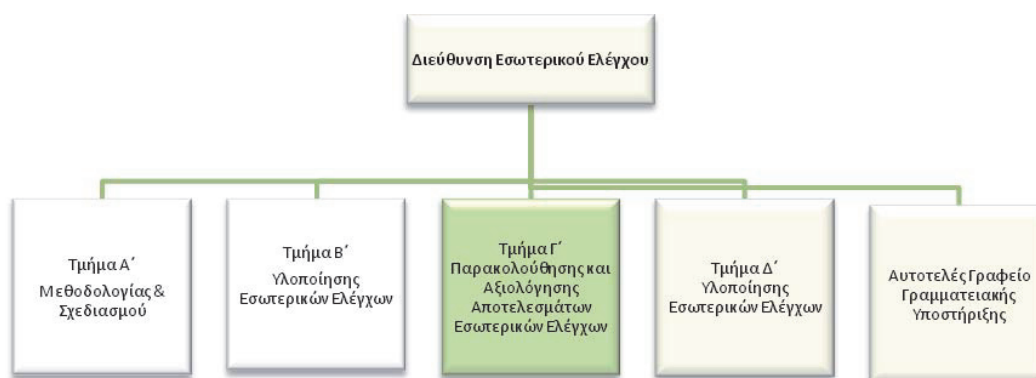 Διεύθυνση Εσωτερικού Ελέγχου
Τμήμα Α΄
Μεθοδολογίας &
Σχεδιασμού
Τμήμα Β΄
Υλοποίησης
Εσωτερικών Ελέγχων
Τμήμα Γ΄
Παρακολούθησης και
Αξιολόγησης
Αποτελεσμάτων
Εσωτερικών Ελέγχων
Τμήμα Δ΄
Υλοποίησης
Εσωτερικών Ελέγχων
Αυτοτελές Γραφείο
Γραμματειακής
Υποστήριξης